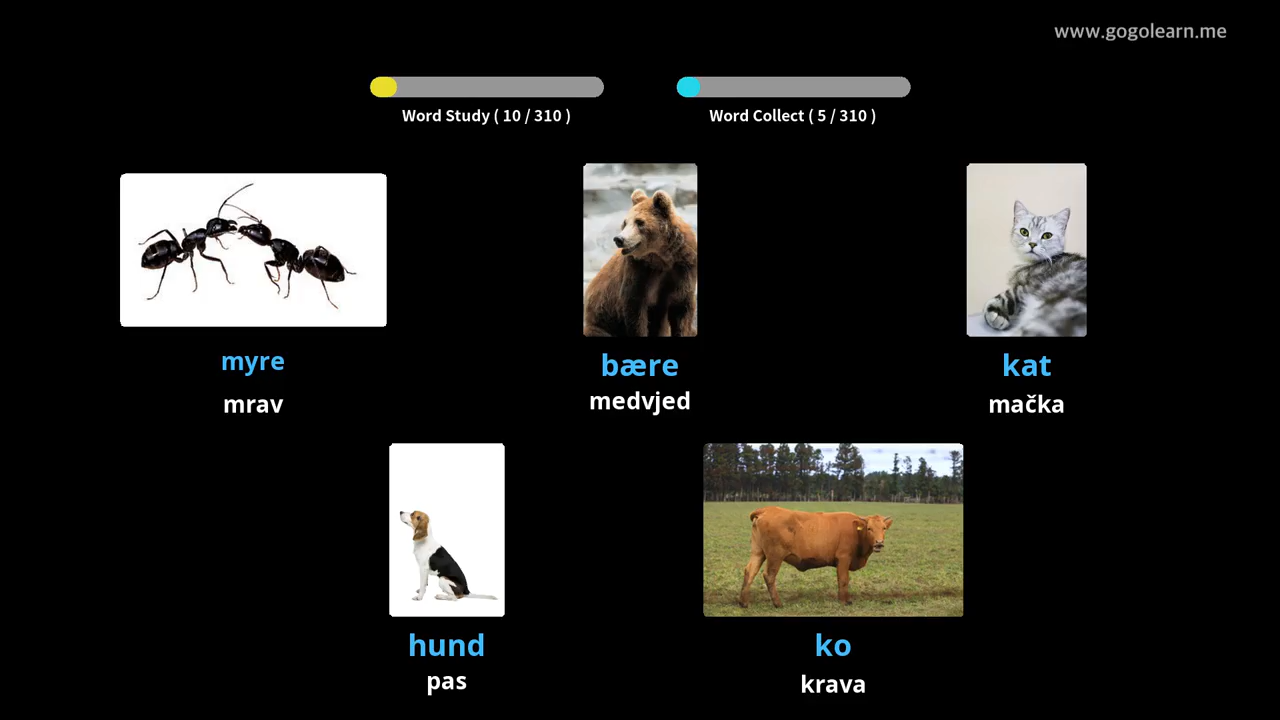 www.gogolearn.me
Word Study ( 10 / 310 )
Word Collect ( 5 / 310 )
myre
mrav
bære
medvjed
kat
mačka
hund
pas
ko
krava